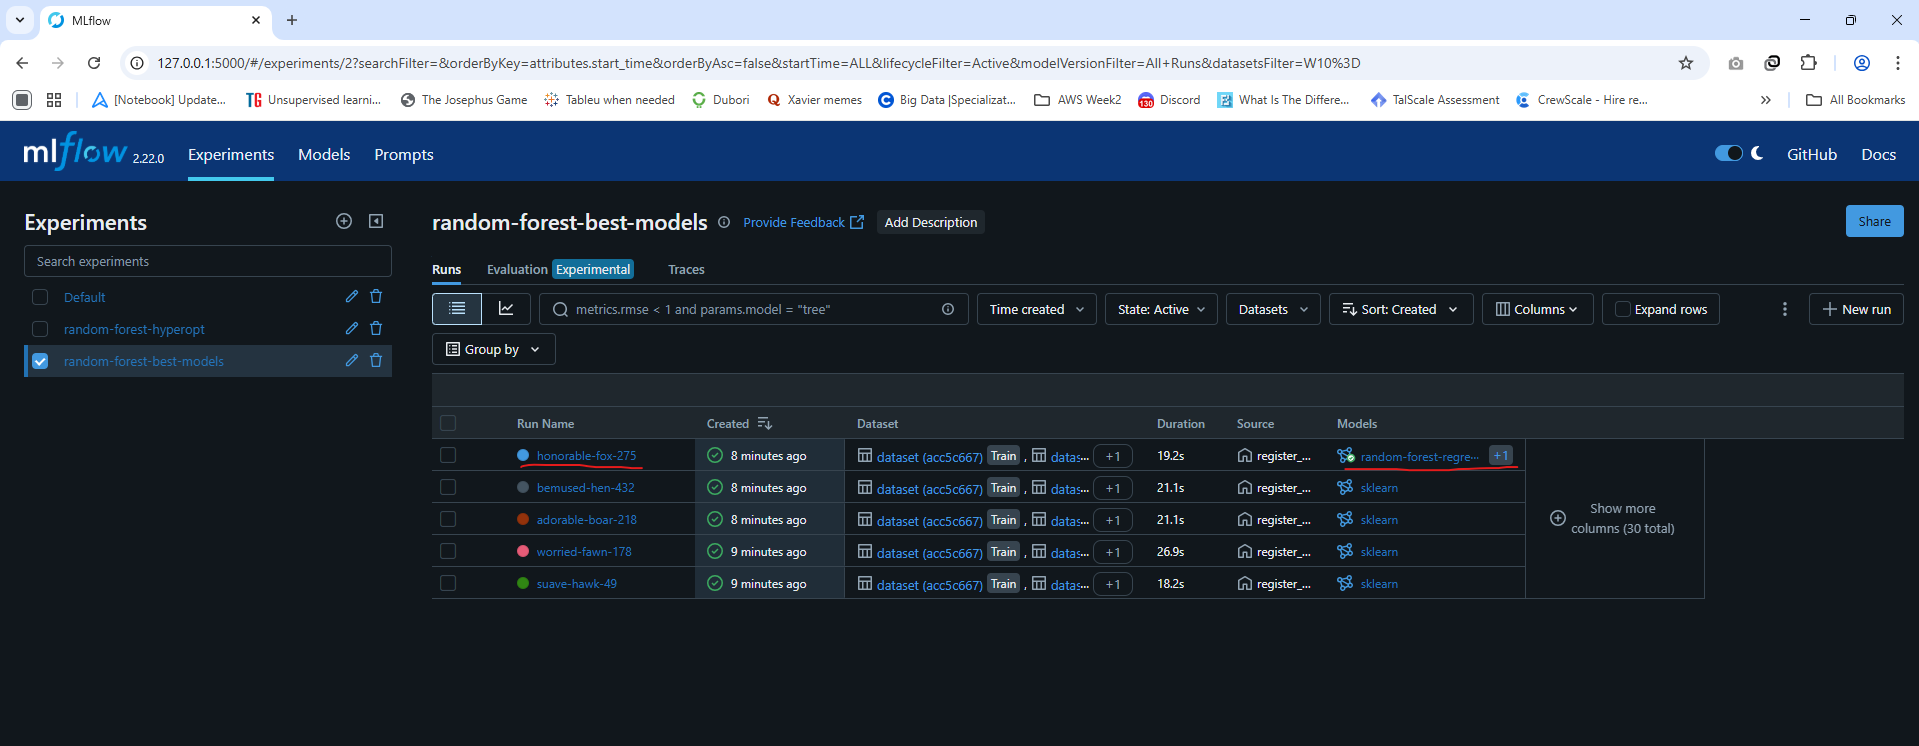 MLflow
127.0.0.1:5000/#/experiments/2?searchFilter=&orderByKey=attributes.start_time&orderByAsc=false&startTime=ALL&lifecycleFilter=Active&modelVersionFilter=All+Runs&datasetsFilter=W10%3D
[Notebook] Update... TG Unsupervised learni... The Josephus Game Tableu when needed Dubori Xavier memes Big Data |Specializat... AWS Week2 130 Discord What Is The Differe... TalScale Assessment CrewScale - Hire re... » All Bookmarks
mlflow 2.22.0 Experiments Models Prompts GitHub Docs
Experiments
Search experiments
Default
random-forest-hyperopt
random-forest-best-models
random-forest-best-models Provide Feedback Add Description Share
Runs Evaluation Experimental Traces
metrics.rmse < 1 and params.model = "tree" Time created State: Active Datasets Sort: Created Columns Expand rows New run
Group by
Run Name Created Dataset Duration Source Models
honorable-fox-275 8 minutes ago dataset (acc5c667) Train , datas... +1 19.2s register_... random-forest-regre... +1
bemused-hen-432 8 minutes ago dataset (acc5c667) Train , datas... +1 21.1s register_... sklearn
adorable-boar-218 8 minutes ago dataset (acc5c667) Train , datas... +1 21.1s register_... sklearn
worried-fawn-178 9 minutes ago dataset (acc5c667) Train , datas... +1 26.9s register_... sklearn
suave-hawk-49 9 minutes ago dataset (acc5c667) Train , datas... +1 18.2s register_... sklearn
Show more
columns (30 total)